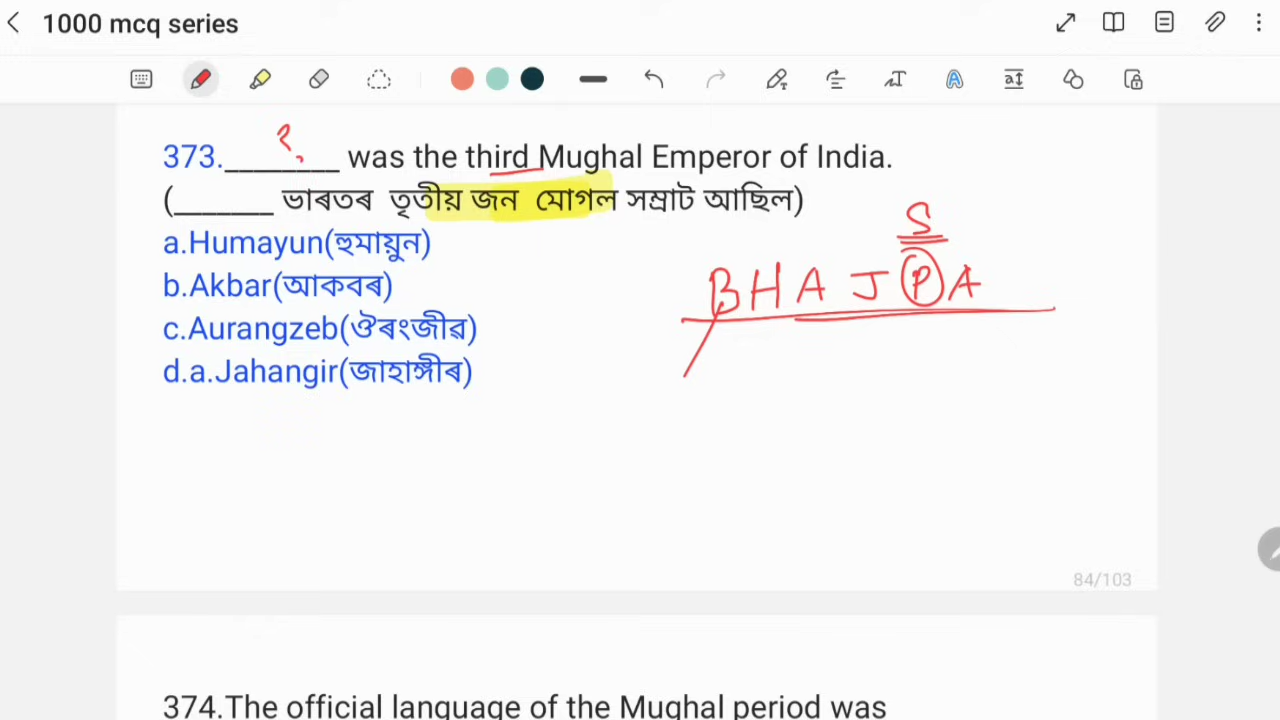 1000 mcq series
?
373.________ was the third Mughal Emperor of India.
(_______ ভাৰতৰ তৃতীয় জন মোগল সম্ৰাট আছিল)
a.Humayun(হুমায়ুন)
b.Akbar(আকবৰ)
c.Aurangzeb(ঔৰংজীৱ)
d.a.Jahangir(জাহাঙ্গীৰ)
S
B H A J P A
84/103
374.The official language of the Mughal period was